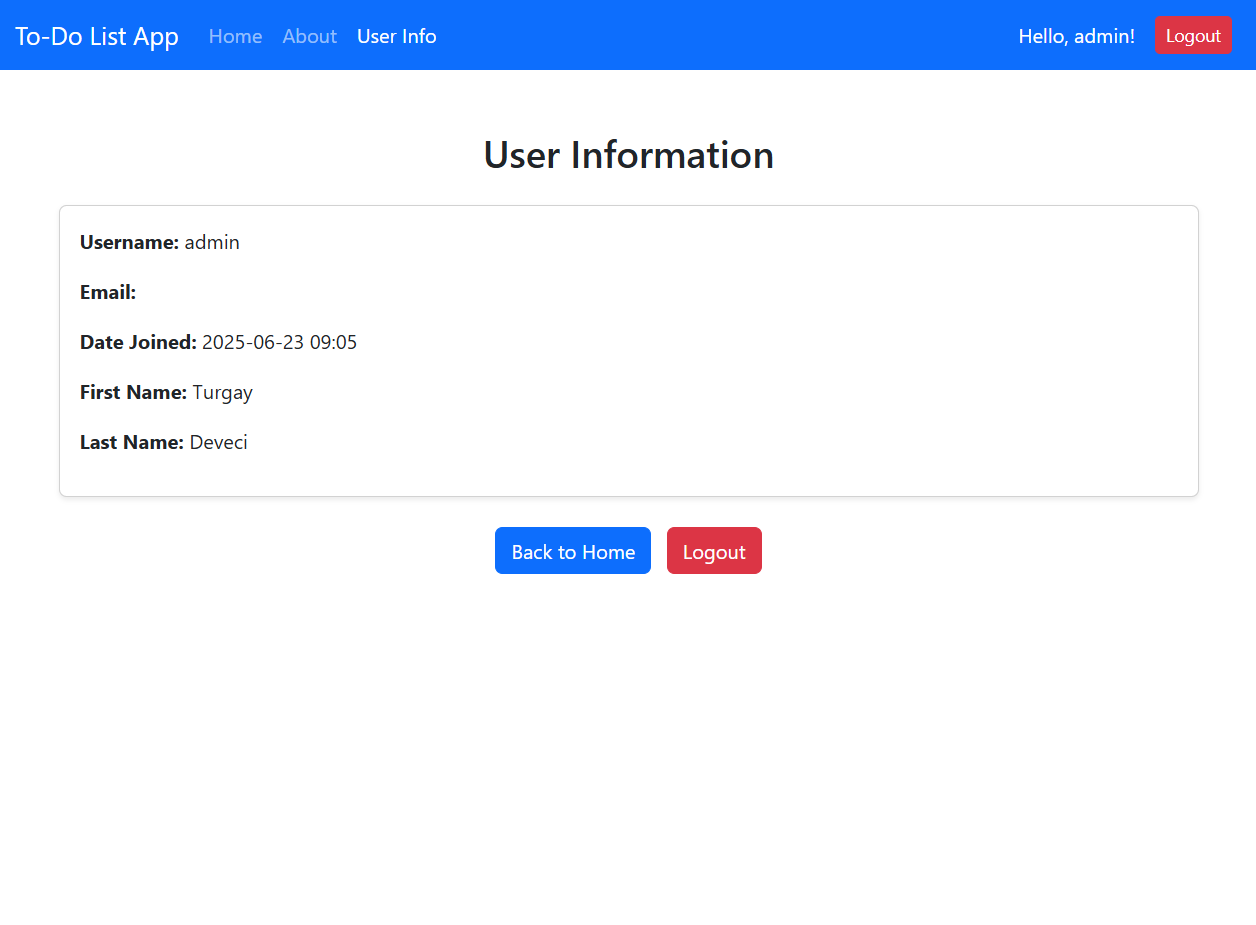 To-Do List App Home About User Info Hello, admin! Logout
User Information
Username: admin
Email:
Date Joined: 2025-06-23 09:05
First Name: Turgay
Last Name: Deveci
Back to Home Logout